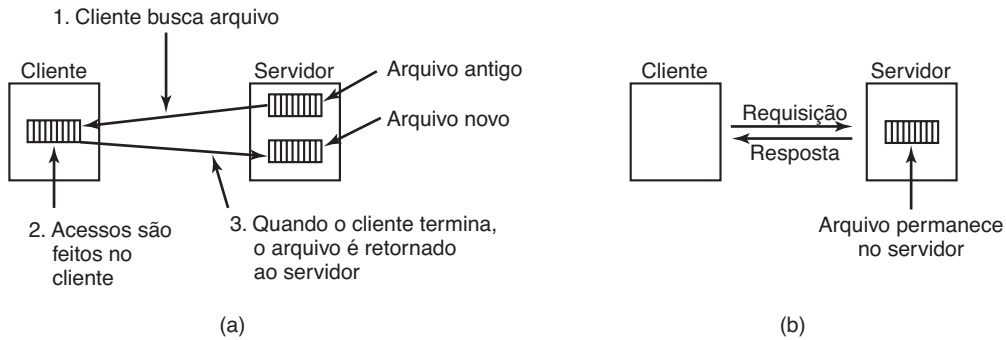 1. Cliente busca arquivo
Cliente
Servidor
Arquivo antigo
Arquivo novo
2. Acessos são
feitos no
cliente
3. Quando o cliente termina,
o arquivo é retornado
ao servidor
(a)
Cliente
Servidor
Requisição
Resposta
Arquivo permanece
no servidor
(b)